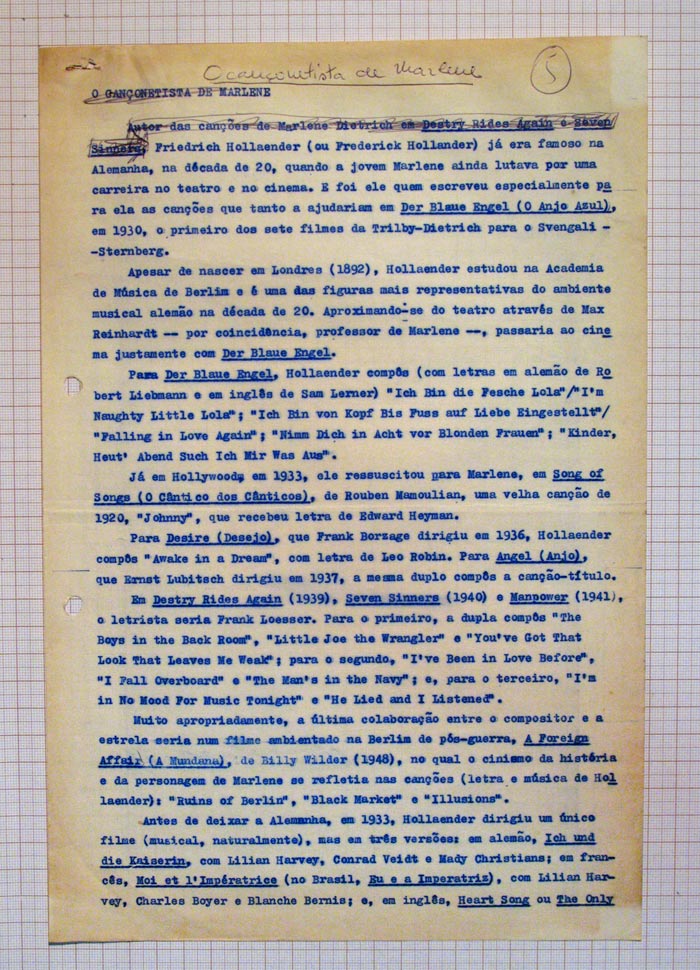 O cançonetista de Marlene
5
O CANÇONETISTA DE MARLENE
Autor das canções de Marlene Dietrich em Destry Rides Again e Seven
Sinners, Friedrich Hollaender (ou Frederick Hollander) já era famoso na
Alemanha, na década de 20, quando a jovem Marlene ainda lutava por uma
carreira no teatro e no cinema. E foi ele quem escreveu especialmente pa
ra ela as canções que tanto a ajudariam em Der Blaue Engel (O Anjo Azul),
em 1930, o primeiro dos sete filmes da Trilby-Dietrich para o Svengali -
-Sternberg.
Apesar de nascer em Londres (1892), Hollaender estudou na Academia
de Música de Berlim e é uma das figuras mais representativas do ambiente
musical alemão na década de 20. Aproximando-se do teatro através de Max
Reinhardt -- por coincidência, professor de Marlene --, passaria ao cine
ma justamente com Der Blaue Engel.
Para Der Blaue Engel, Hollaender compôs (com letras em alemão de Ro
bert Liebmann e em inglês de Sam Lerner) "Ich Bin die Fesche Lola"/"I'm
Naughty Little Lola"; "Ich Bin von Kopf Bis Fuss auf Liebe Eingestellt"/
"Falling in Love Again"; "Nimm Dich in Acht vor Blonden Frauen"; "Kinder,
Heut' Abend Such Ich Mir Was Aus".
Já em Hollywood, em 1933, ele ressuscitou para Marlene, em Song of
Songs (O Cântico dos Cânticos), de Rouben Mamoulian, uma velha canção de
1920, "Johnny", que recebeu letra de Edward Heyman.
Para Desire (Desejo), que Frank Borzage dirigiu em 1936, Hollaender
compôs "Awake in a Dream", com letra de Leo Robin. Para Angel (Anjo),
que Ernst Lubitsch dirigiu em 1937, a mesma duplo compôs a canção-título.
Em Destry Rides Again (1939), Seven Sinners (1940) e Manpower (1941),
o letrista seria Frank Loesser. Para o primeiro, a dupla compôs "The
Boys in the Back Room", "Little Joe the Wrangler" e "You've Got That
Look That Leaves Me Weak"; para o segundo, "I've Been in Love Before",
"I Fall Overboard" e "The Man's in the Navy"; e, para o terceiro, "I'm
in No Mood For Music Tonight" e "He Lied and I Listened".
Muito apropriadamente, a última colaboração entre o compositor e a
estrela seria num filme ambientado na Berlim de pós-guerra, A Foreign
Affair (A Mundana), de Billy Wilder (1948), no qual o cinismo da história
e da personagem de Marlene se refletia nas canções (letra e música de Hol
laender): "Ruins of Berlin", "Black Market" e "Illusions".
Antes de deixar a Alemanha, em 1933, Hollaender dirigiu um único
filme (musical, naturalmente), mas em três versões: em alemão, Ich und
die Kaiserin, com Lilian Harvey, Conrad Veidt e Mady Christians; em fran-
cês, Moi et l'Impératrice (no Brasil, Eu e a Imperatriz), com Lilian Har-
vey, Charles Boyer e Blanche Bernis; e, em inglês, Heart Song ou The Only